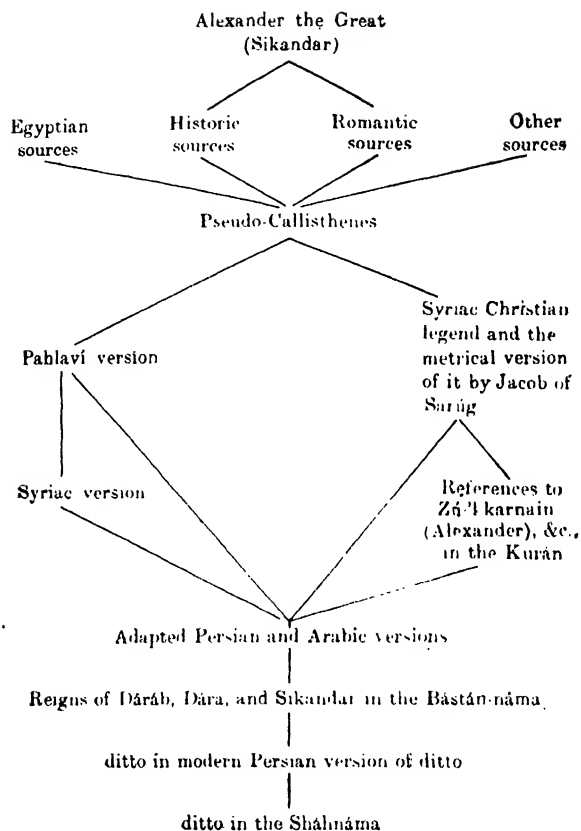 Alexander the Great
(Sikandar)
Egyptian sources
Historic sources
Romantic sources
Other sources
Pseudo-Callisthenes
Pahlaví version
Syriac Christian
legend and the
metrical version
of it by Jacob of
Sarúg
Syriac version
References to
Zú-'l karnain
(Alexander), &c.,
in the Kurán
Adapted Persian and Arabic versions
Reigns of Dáráb, Dára, and Sikandar in the Bástán-náma
ditto in modern Persian version of ditto
ditto in the Sháhnáma